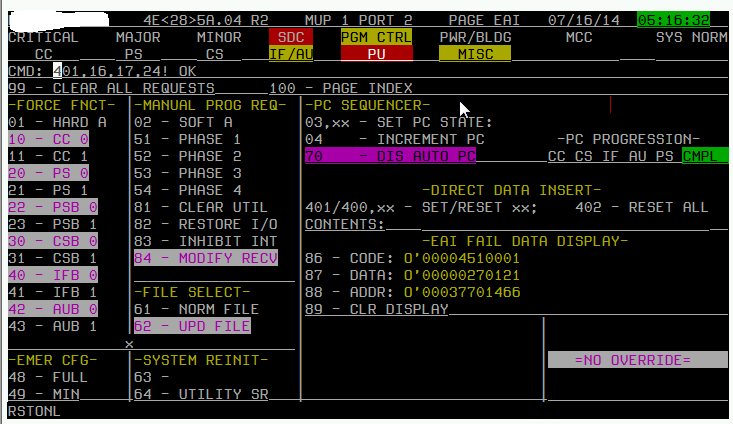 4E<28>5A.04 R2 MUP 1 PORT 2 PAGE EAI 07/16/14 05:16:32
CRITICAL MAJOR MINOR SDC PGM CTRL PWR/BLDG MCC SYS NORM
CC PS CS IF/AU PU MISC
CMD: 401,16,17,24! OK
99 - CLEAR ALL REQUESTS 100 - PAGE INDEX
-FORCE FNCT- -MANUAL PROG REQ- -PC SEQUENCER-
01 - HARD A 02 - SOFT A 03,xx - SET PC STATE:
10 - CC 0 51 - PHASE 1 04 - INCREMENT PC -PC PROGRESSION-
11 - CC 1 52 - PHASE 2 70 - DIS AUTO PC CC CS IF AU PS CMPL
20 - PS 0 53 - PHASE 3
21 - PS 1 54 - PHASE 4 -DIRECT DATA INSERT-
22 - PSB 0 81 - CLEAR UTIL 401/400,xx - SET/RESET xx; 402 - RESET ALL
23 - PSB 1 82 - RESTORE I/O CONTENTS:
30 - CSB 0 83 - INHIBIT INT -EAI FAIL DATA DISPLAY-
31 - CSB 1 84 - MODIFY RECV 86 - CODE: O'00004510001
40 - IFB 0 87 - DATA: O'00000270121
41 - IFB 1 -FILE SELECT- 88 - ADDR: O'00037701466
42 - AUB 0 61 - NORM FILE 89 - CLR DISPLAY
43 - AUB 1 62 - UPD FILE
x
-EMER CFG- -SYSTEM REINIT- =NO OVERRIDE=
48 - FULL 63 -
49 - MIN 64 - UTILITY SR
RSTONL